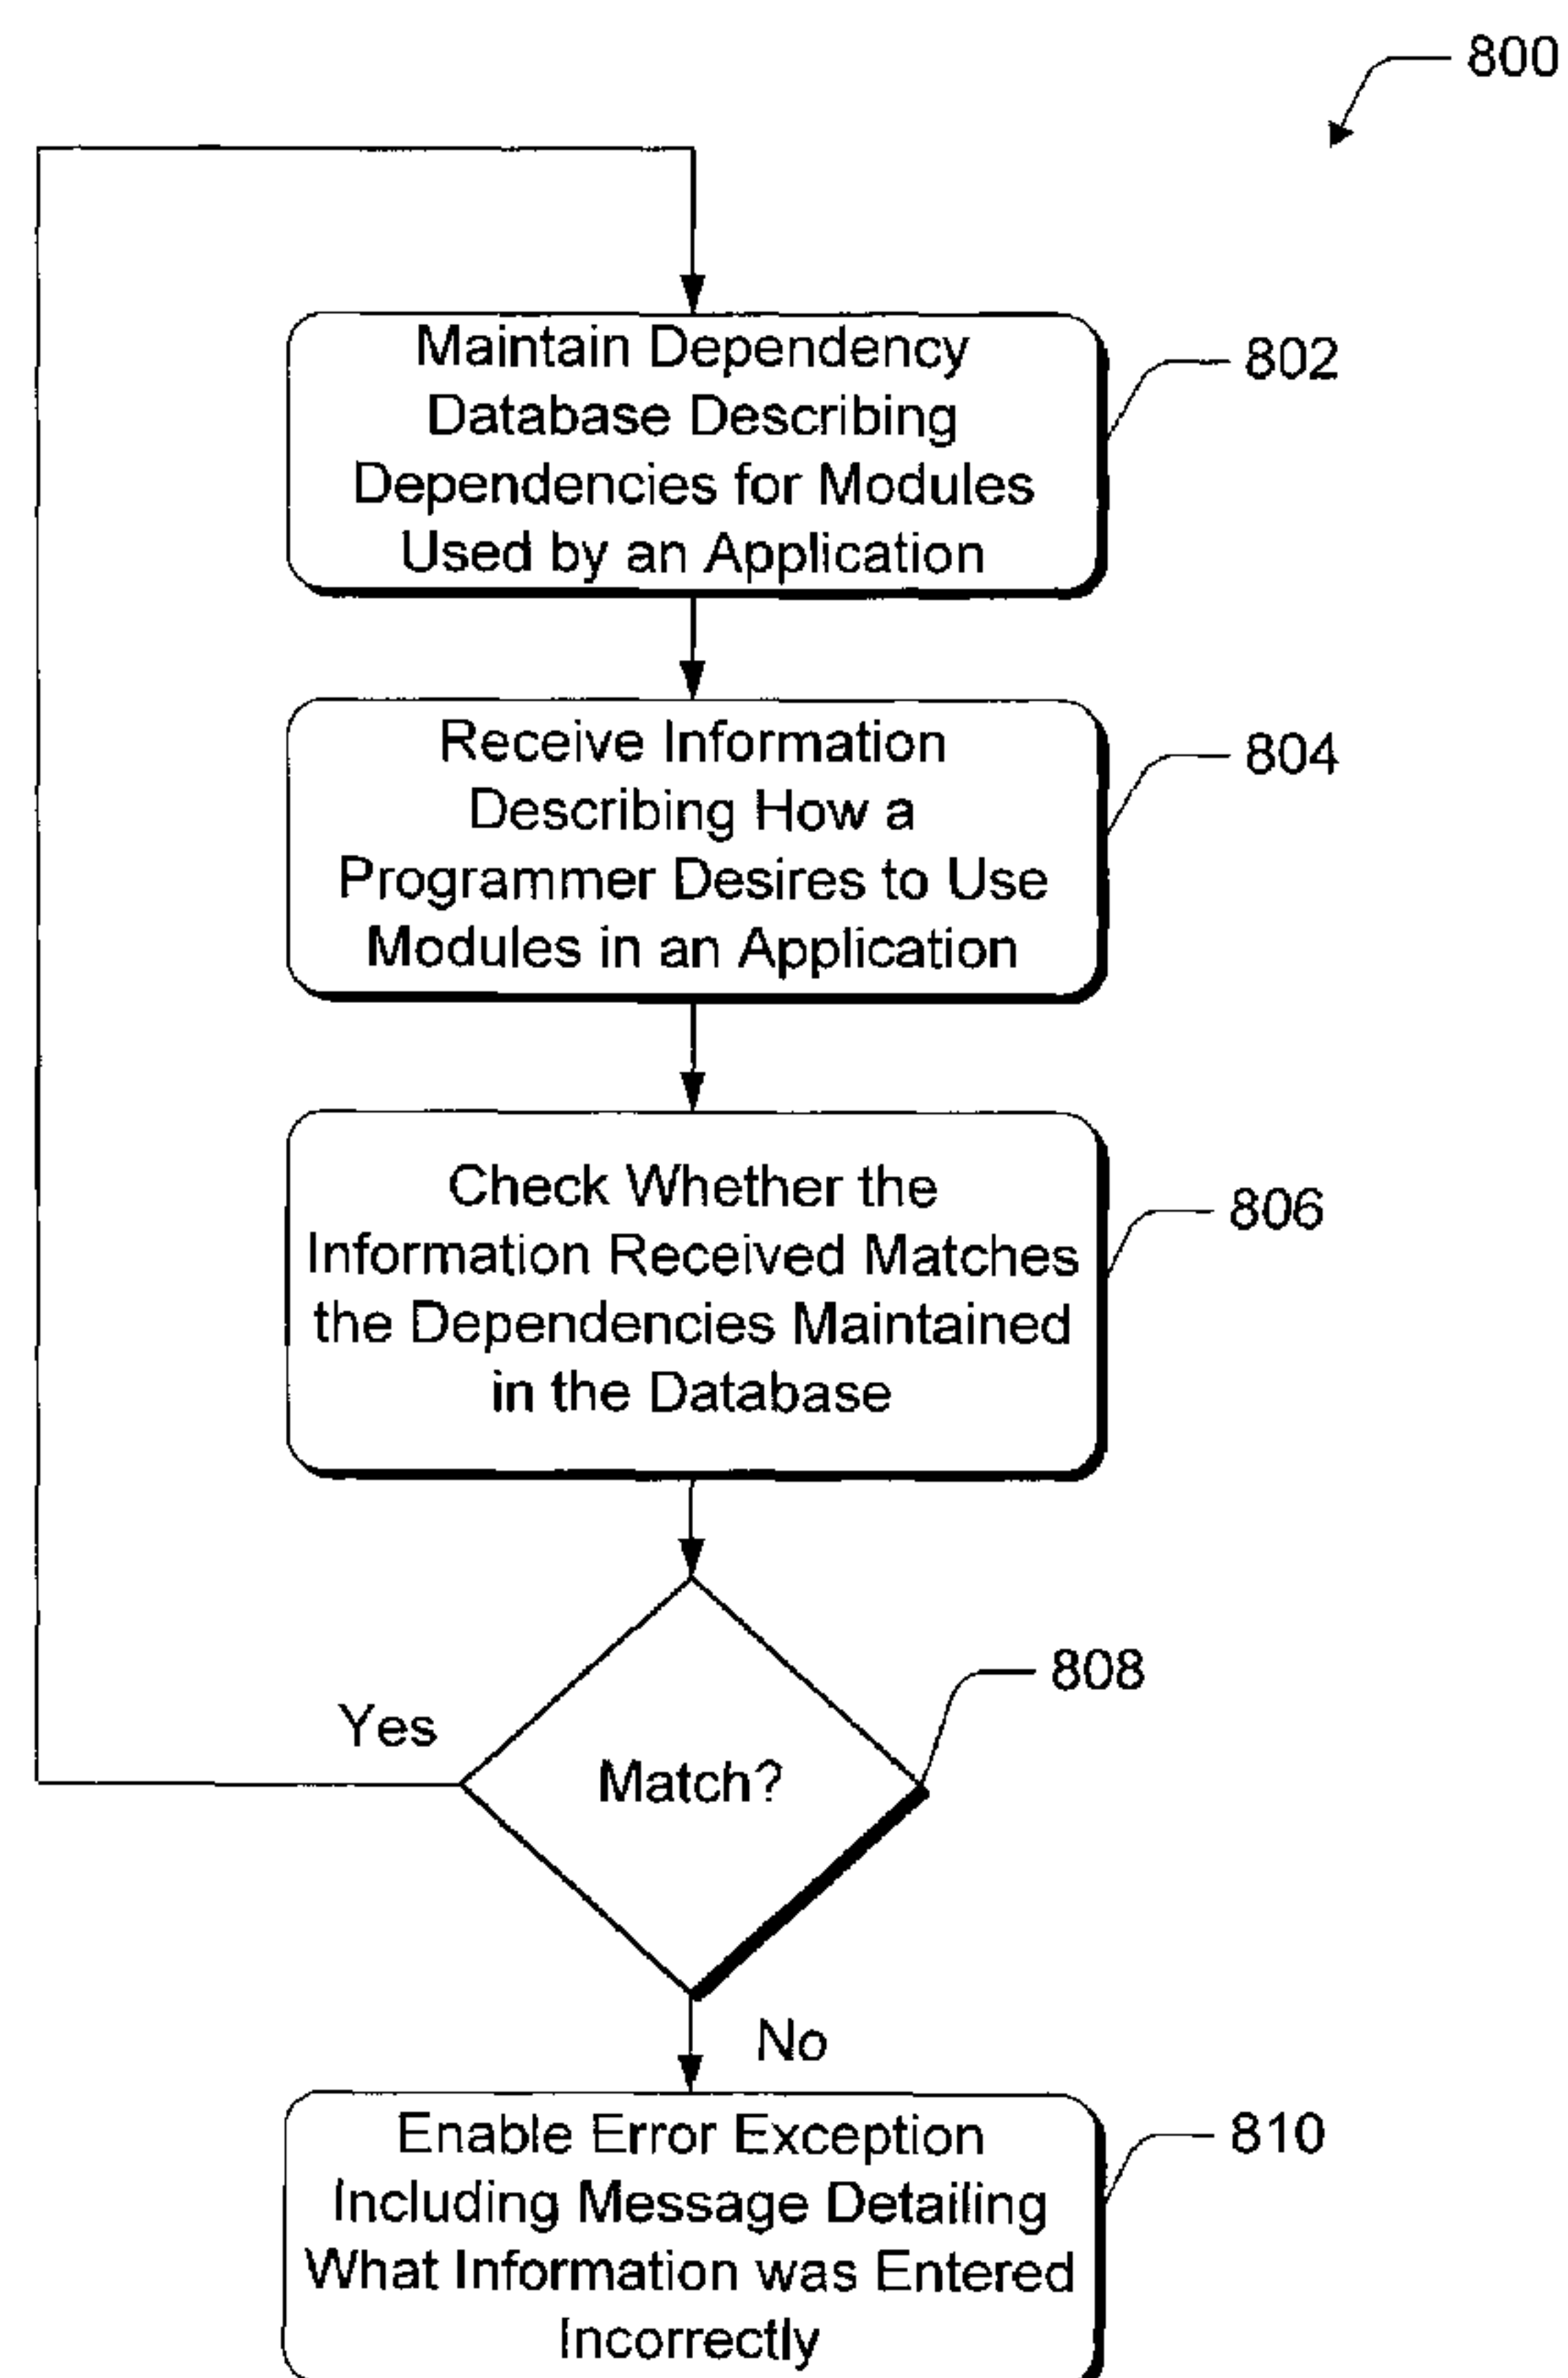 800
Maintain Dependency
Database Describing
Dependencies for Modules
Used by an Application
802
Receive Information
Describing How a
Programmer Desires to Use
Modules in an Application
804
Check Whether the
Information Received Matches
the Dependencies Maintained
in the Database
806
808
Yes
Match?
No
Enable Error Exception
Including Message Detailing
What Information was Entered
Incorrectly
810